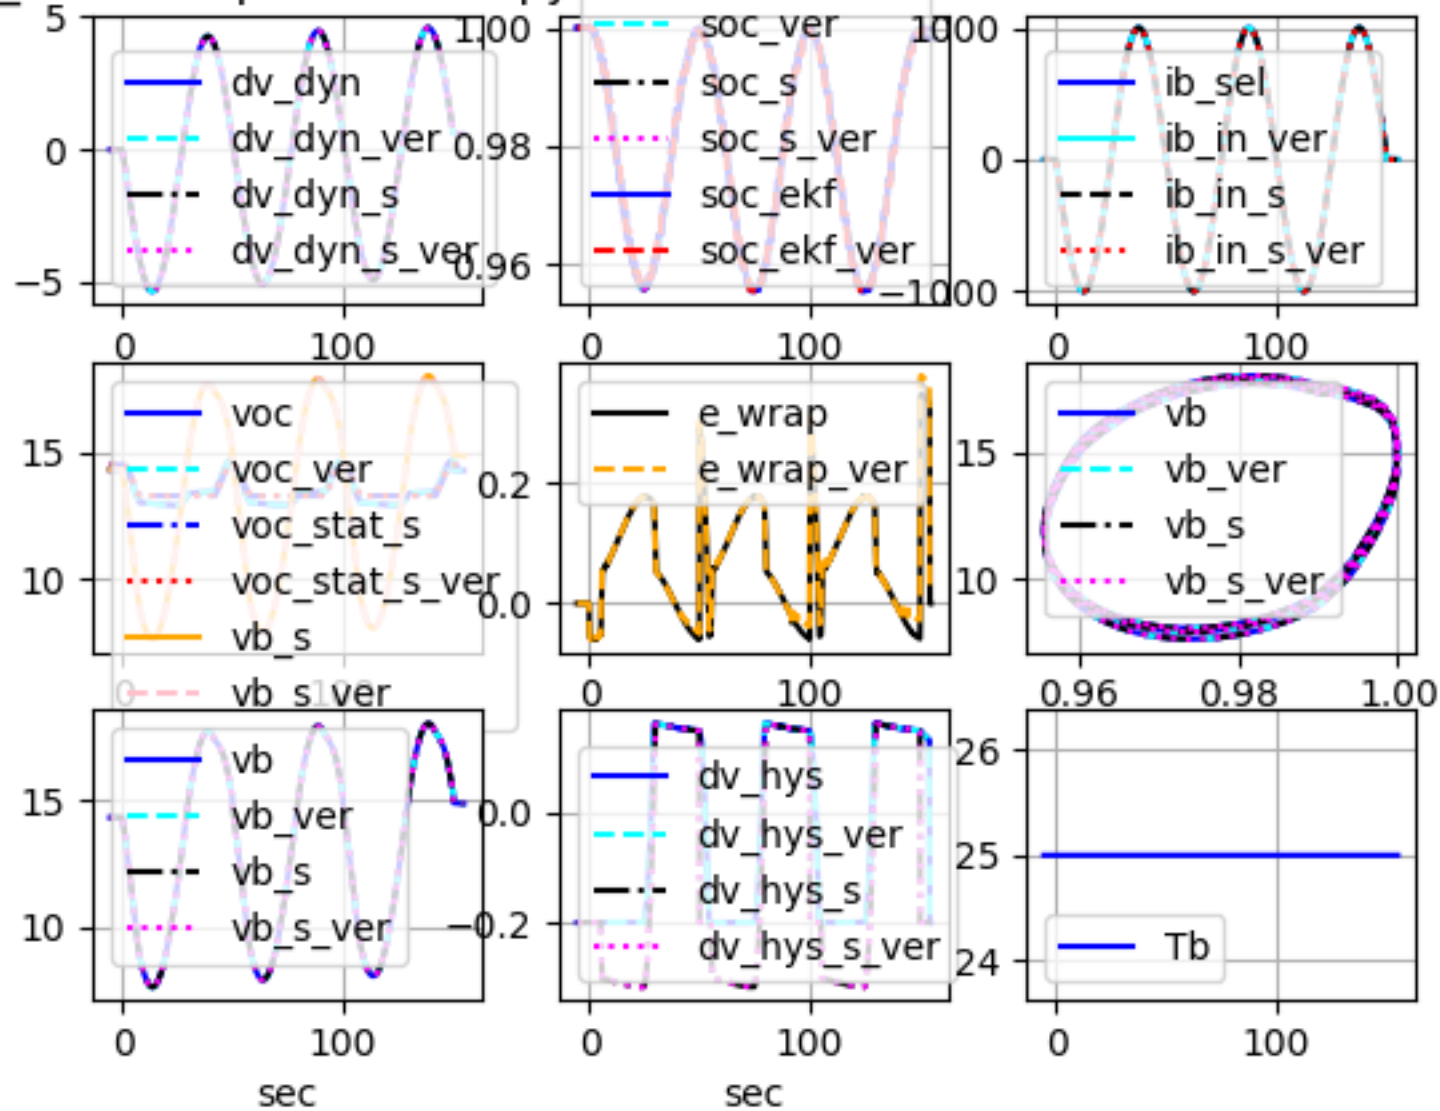 5
0
−5
0
100
dv_dyn
dv_dyn_ver
dv_dyn_s
dv_dyn_s_ver
1.00
0.98
0.96
0
100
soc_ver
soc_s
soc_s_ver
soc_ekf
soc_ekf_ver
1000
0
−1000
0
100
ib_sel
ib_in_ver
ib_in_s
ib_in_s_ver
15
10
0
voc
voc_ver
voc_stat_s
voc_stat_s_ver
vb_s
vb_s_ver
0.2
0.0
0
100
e_wrap
e_wrap_ver
15
10
0.96
0.98
1.00
vb
vb_ver
vb_s
vb_s_ver
15
10
0
100
sec
vb
vb_ver
vb_s
vb_s_ver
0.0
−0.2
0
100
sec
dv_hys
dv_hys_ver
dv_hys_s
dv_hys_s_ver
26
25
24
0
100
Tb